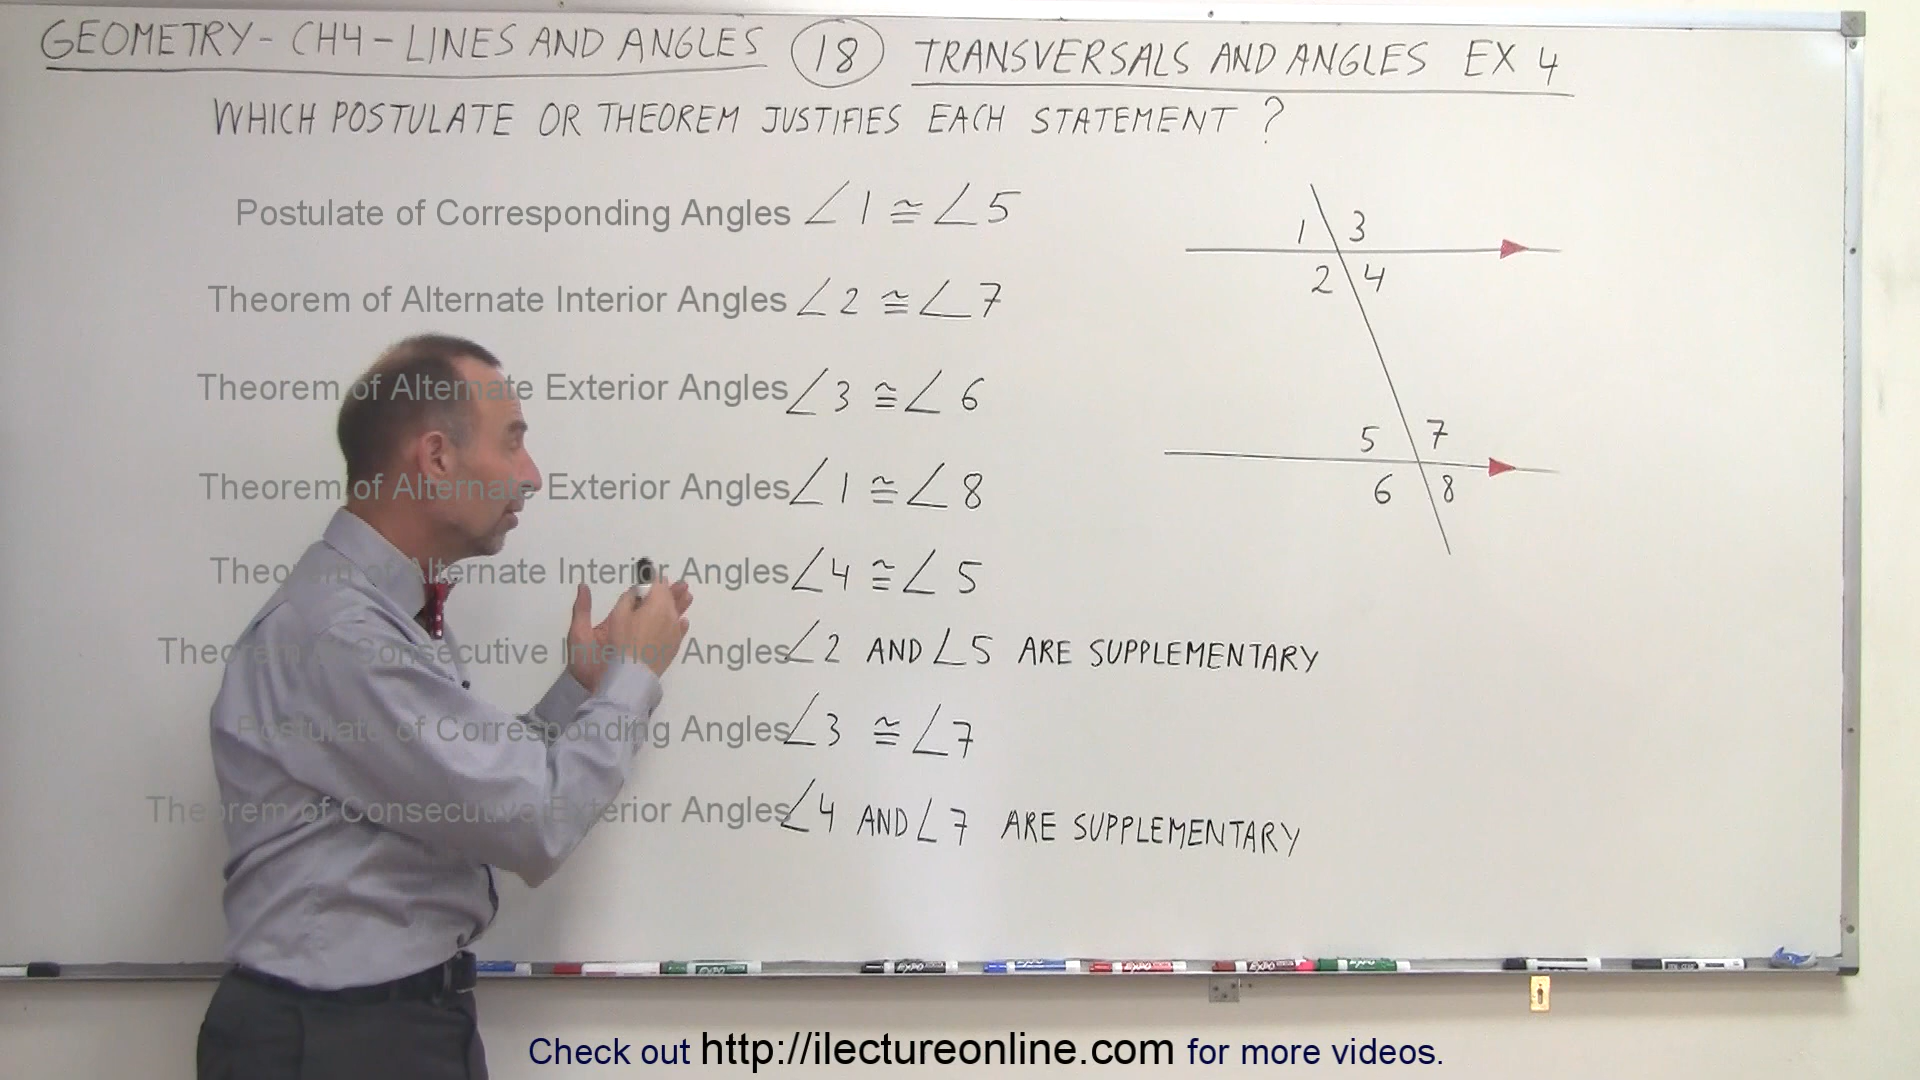 GEOMETRY - CH4 - LINES AND ANGLES 18 TRANSVERSALS AND ANGLES EX 4
WHICH POSTULATE OR THEOREM JUSTIFIES EACH STATEMENT ?
Postulate of Corresponding Angles ∠1 ≅ ∠5
Theorem of Alternate Interior Angles ∠2 ≅ ∠7
Theorem of Alternate Exterior Angles ∠3 ≅ ∠6
Theorem of Alternate Exterior Angles ∠1 ≅ ∠8
Theorem of Alternate Interior Angles ∠4 ≅ ∠5
Theorem of Consecutive Interior Angles ∠2 AND ∠5 ARE SUPPLEMENTARY
Postulate of Corresponding Angles ∠3 ≅ ∠7
Theorem of Consecutive Exterior Angles ∠4 AND ∠7 ARE SUPPLEMENTARY
1 3
2 4
5 7
6 8
EXPO
EXPO
EXPO
EXPO
Check out http://ilectureonline.com for more videos.